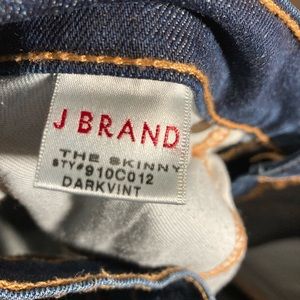 J BRAND
THE SKINNY
STY#910C012
DARKVINT